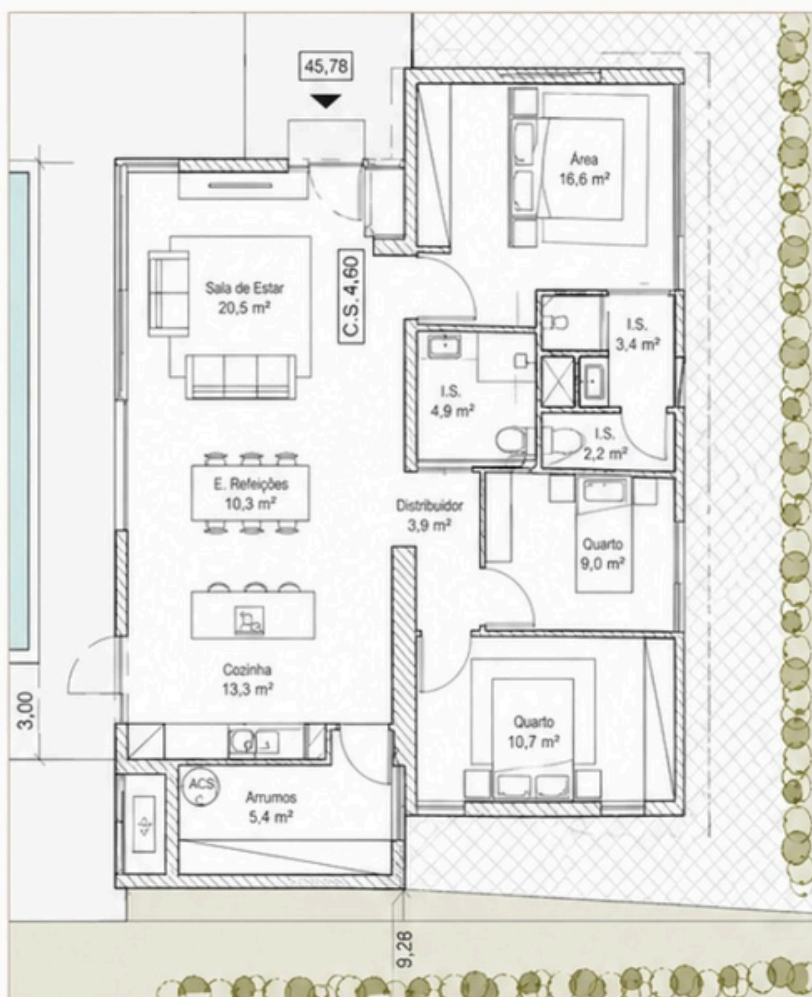 45,78
Área
16,6 m²
Sala de Estar
20,5 m²
C.S. 4,60
I.S.
3,4 m²
I.S.
4,9 m²
I.S.
2,2 m²
E. Refeições
10,3 m²
Distribuidor
3,9 m²
Quarto
9,0 m²
Cozinha
13,3 m²
3,00
Quarto
10,7 m²
ACS
Arrumos
5,4 m²
9,28